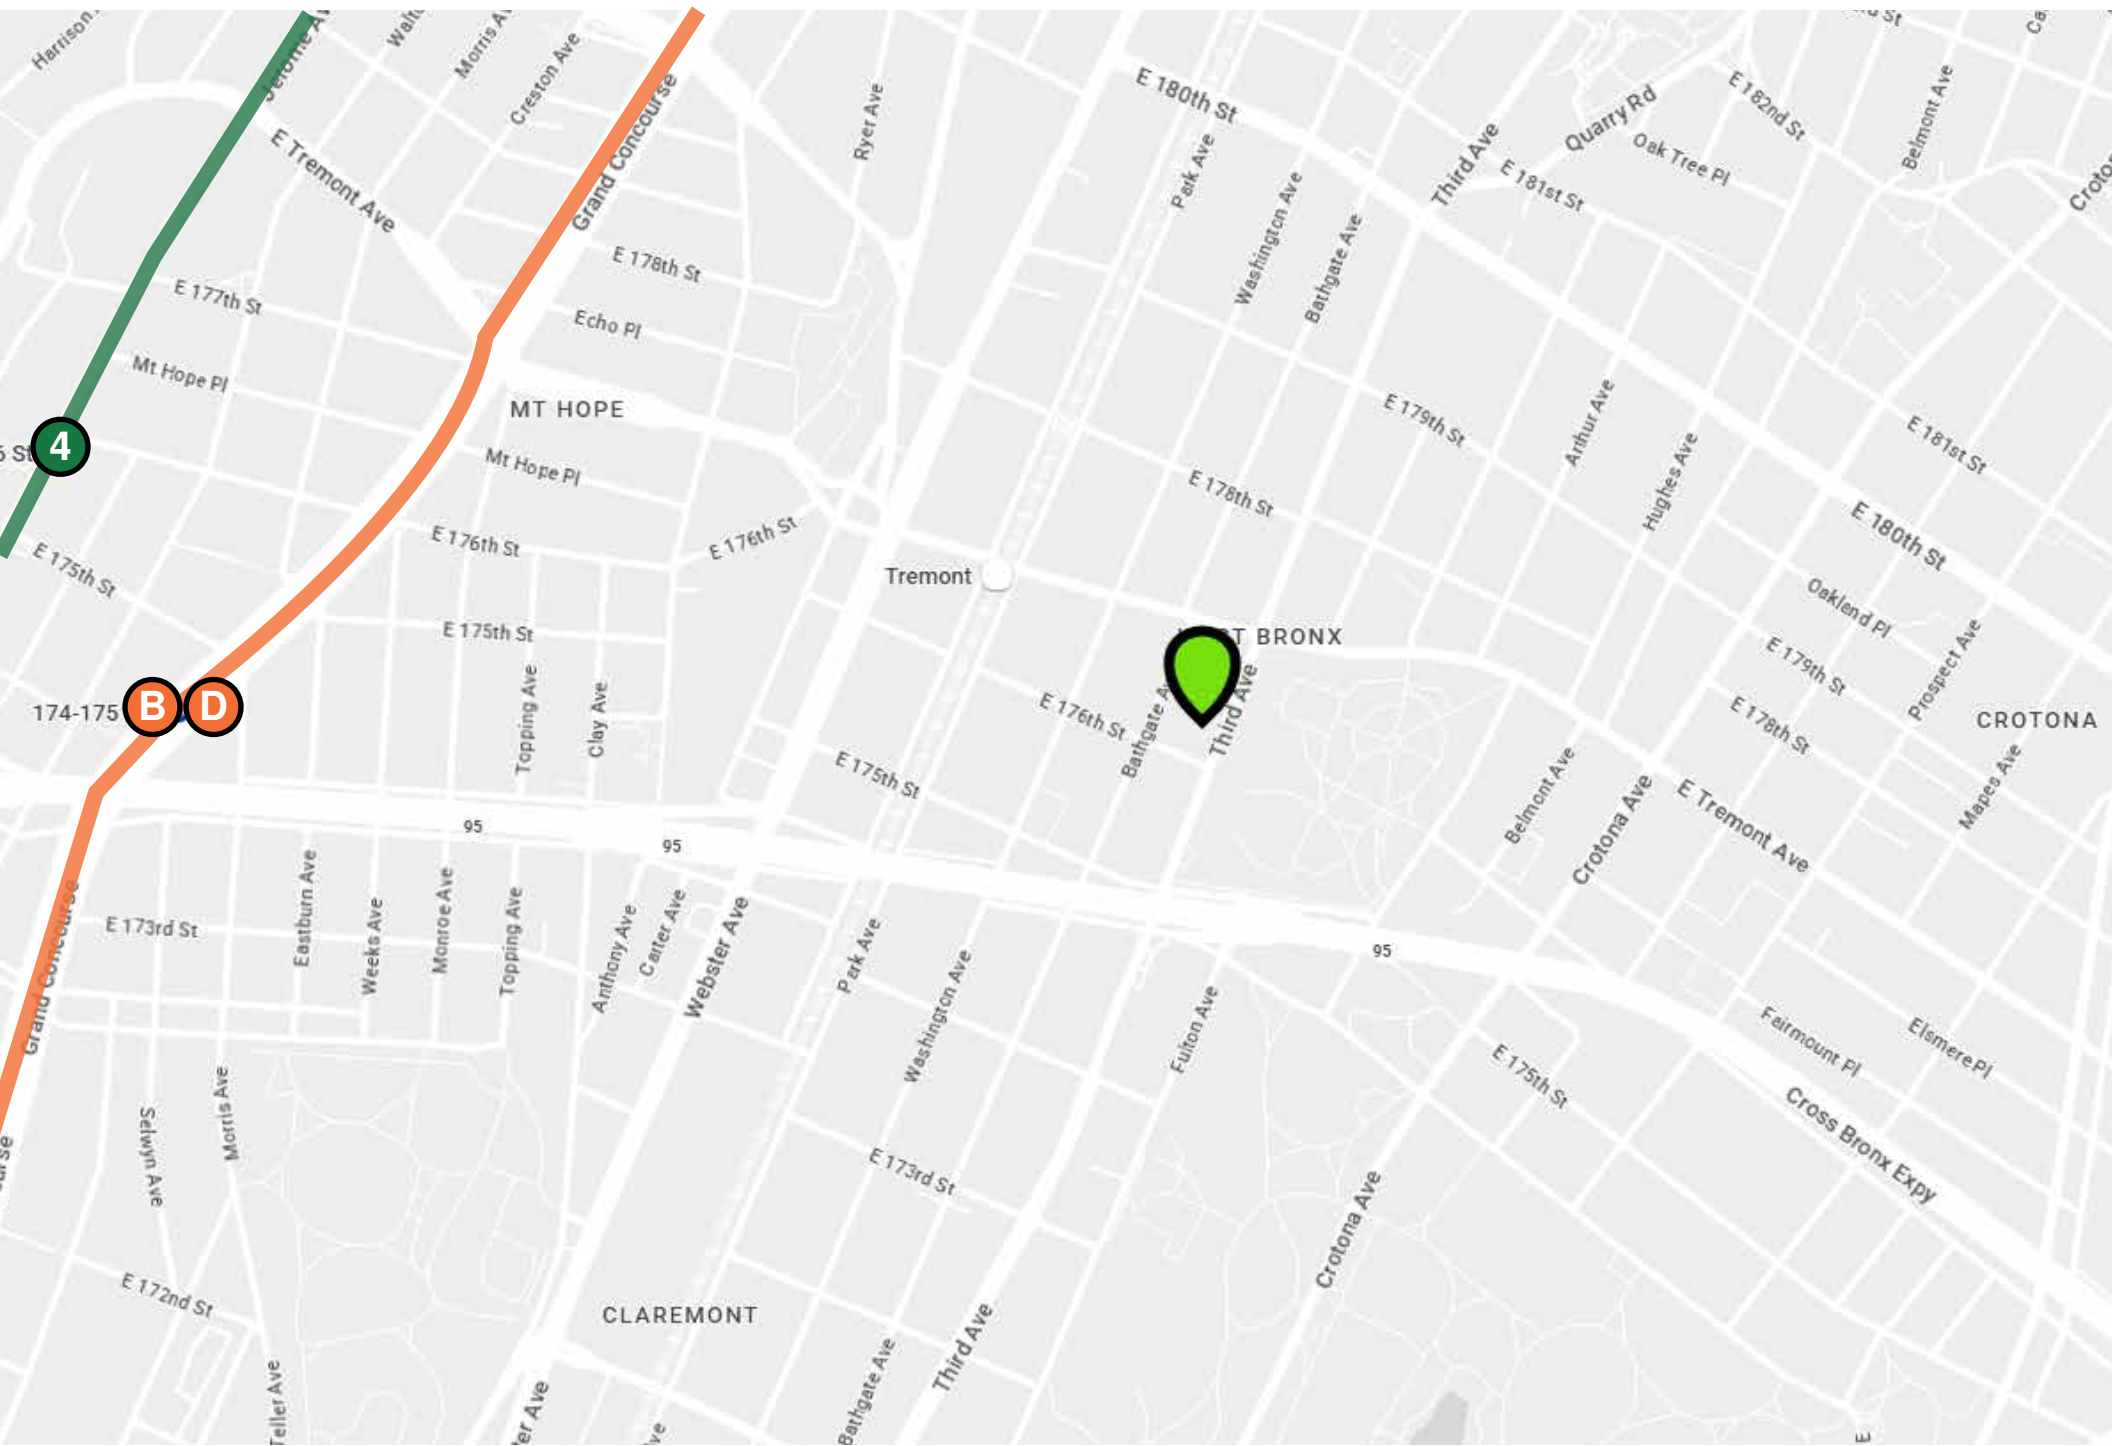 Harrison
Jerome
Morris
Creston Ave
Grand Concourse
E Tremont Ave
Ryer Ave
E 180th St
Park Ave
Washington Ave
Bathgate Ave
Third Ave
Quarry Rd
Oak Tree Pl
E 181st St
E 182nd St
Belmont Ave
E 177th St
E 178th St
Echo Pl
Mt Hope Pl
MT HOPE
Mt Hope Pl
4
E 175th St
E 176th St
E 176th St
E 175th St
Tremont
E 179th St
E 178th St
Arthur Ave
Hughes Ave
E 181st St
E 180th St
Oakland Pl
E 179th St
Prospect Ave
E 178th St
CROTONA
Mapes Ave
BRONX
174-175
B
D
Topping Ave
Clay Ave
E 176th St
Bathgate
Third Ave
E 175th St
Belmont Ave
Crotona Ave
E Tremont Ave
95
95
95
Grand Concourse
E 173rd St
Eastburn Ave
Weeks Ave
Monroe Ave
Topping Ave
Anthony Ave
Carter Ave
Webster Ave
Park Ave
Washington Ave
Fulton Ave
E 175th St
Fairmount Pl
Elsmere Pl
Cross Bronx Expy
Selwyn Ave
Morris Ave
E 173rd St
Crotona Ave
E 172nd St
CLAREMONT
Teller Ave
Bathgate Ave
Third Ave